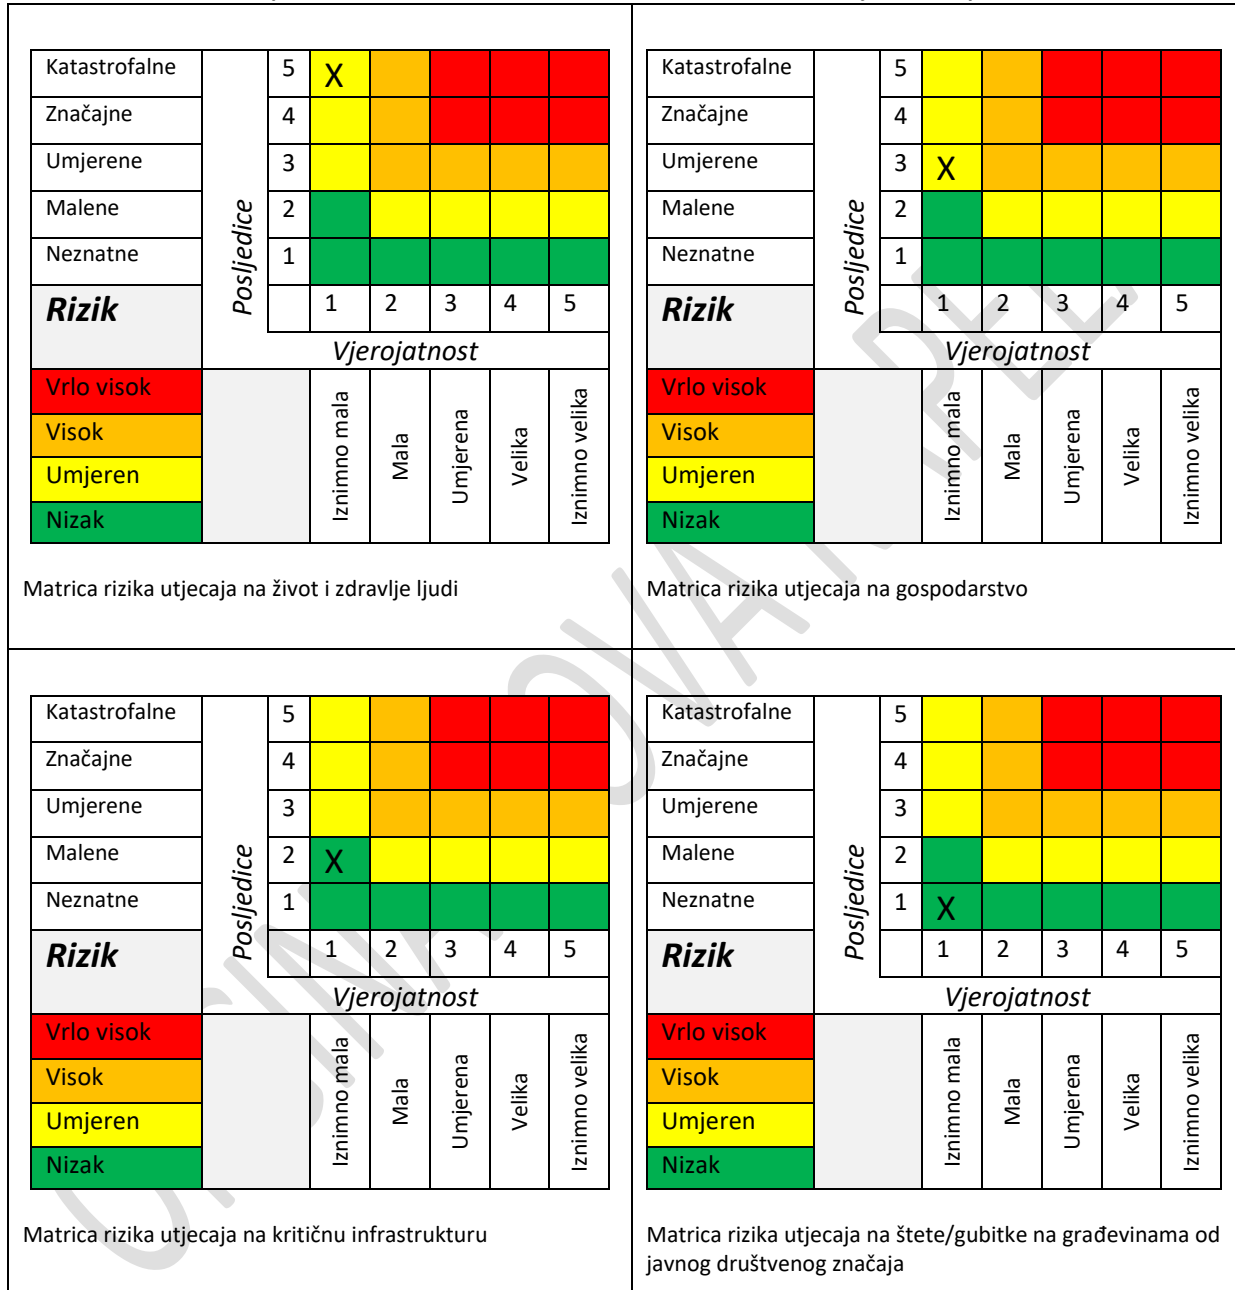 Katastrofalne 5 X
Značajne 4
Umjerene 3
Malene 2
Neznatne 1
Posljedice
Rizik 1 2 3 4 5
Vjerojatnost
Vrlo visok
Visok
Umjeren
Nizak
Iznimno mala
Mala
Umjerena
Velika
Iznimno velika
Matrica rizika utjecaja na život i zdravlje ljudi
Katastrofalne 5
Značajne 4
Umjerene 3 X
Malene 2
Neznatne 1
Posljedice
Rizik 1 2 3 4 5
Vjerojatnost
Vrlo visok
Visok
Umjeren
Nizak
Iznimno mala
Mala
Umjerena
Velika
Iznimno velika
Matrica rizika utjecaja na gospodarstvo
Katastrofalne 5
Značajne 4
Umjerene 3
Malene 2 X
Neznatne 1
Posljedice
Rizik 1 2 3 4 5
Vjerojatnost
Vrlo visok
Visok
Umjeren
Nizak
Iznimno mala
Mala
Umjerena
Velika
Iznimno velika
Matrica rizika utjecaja na kritičnu infrastrukturu
Katastrofalne 5
Značajne 4
Umjerene 3
Malene 2
Neznatne 1 X
Posljedice
Rizik 1 2 3 4 5
Vjerojatnost
Vrlo visok
Visok
Umjeren
Nizak
Iznimno mala
Mala
Umjerena
Velika
Iznimno velika
Matrica rizika utjecaja na štete/gubitke na građevinama od
javnog društvenog značaja